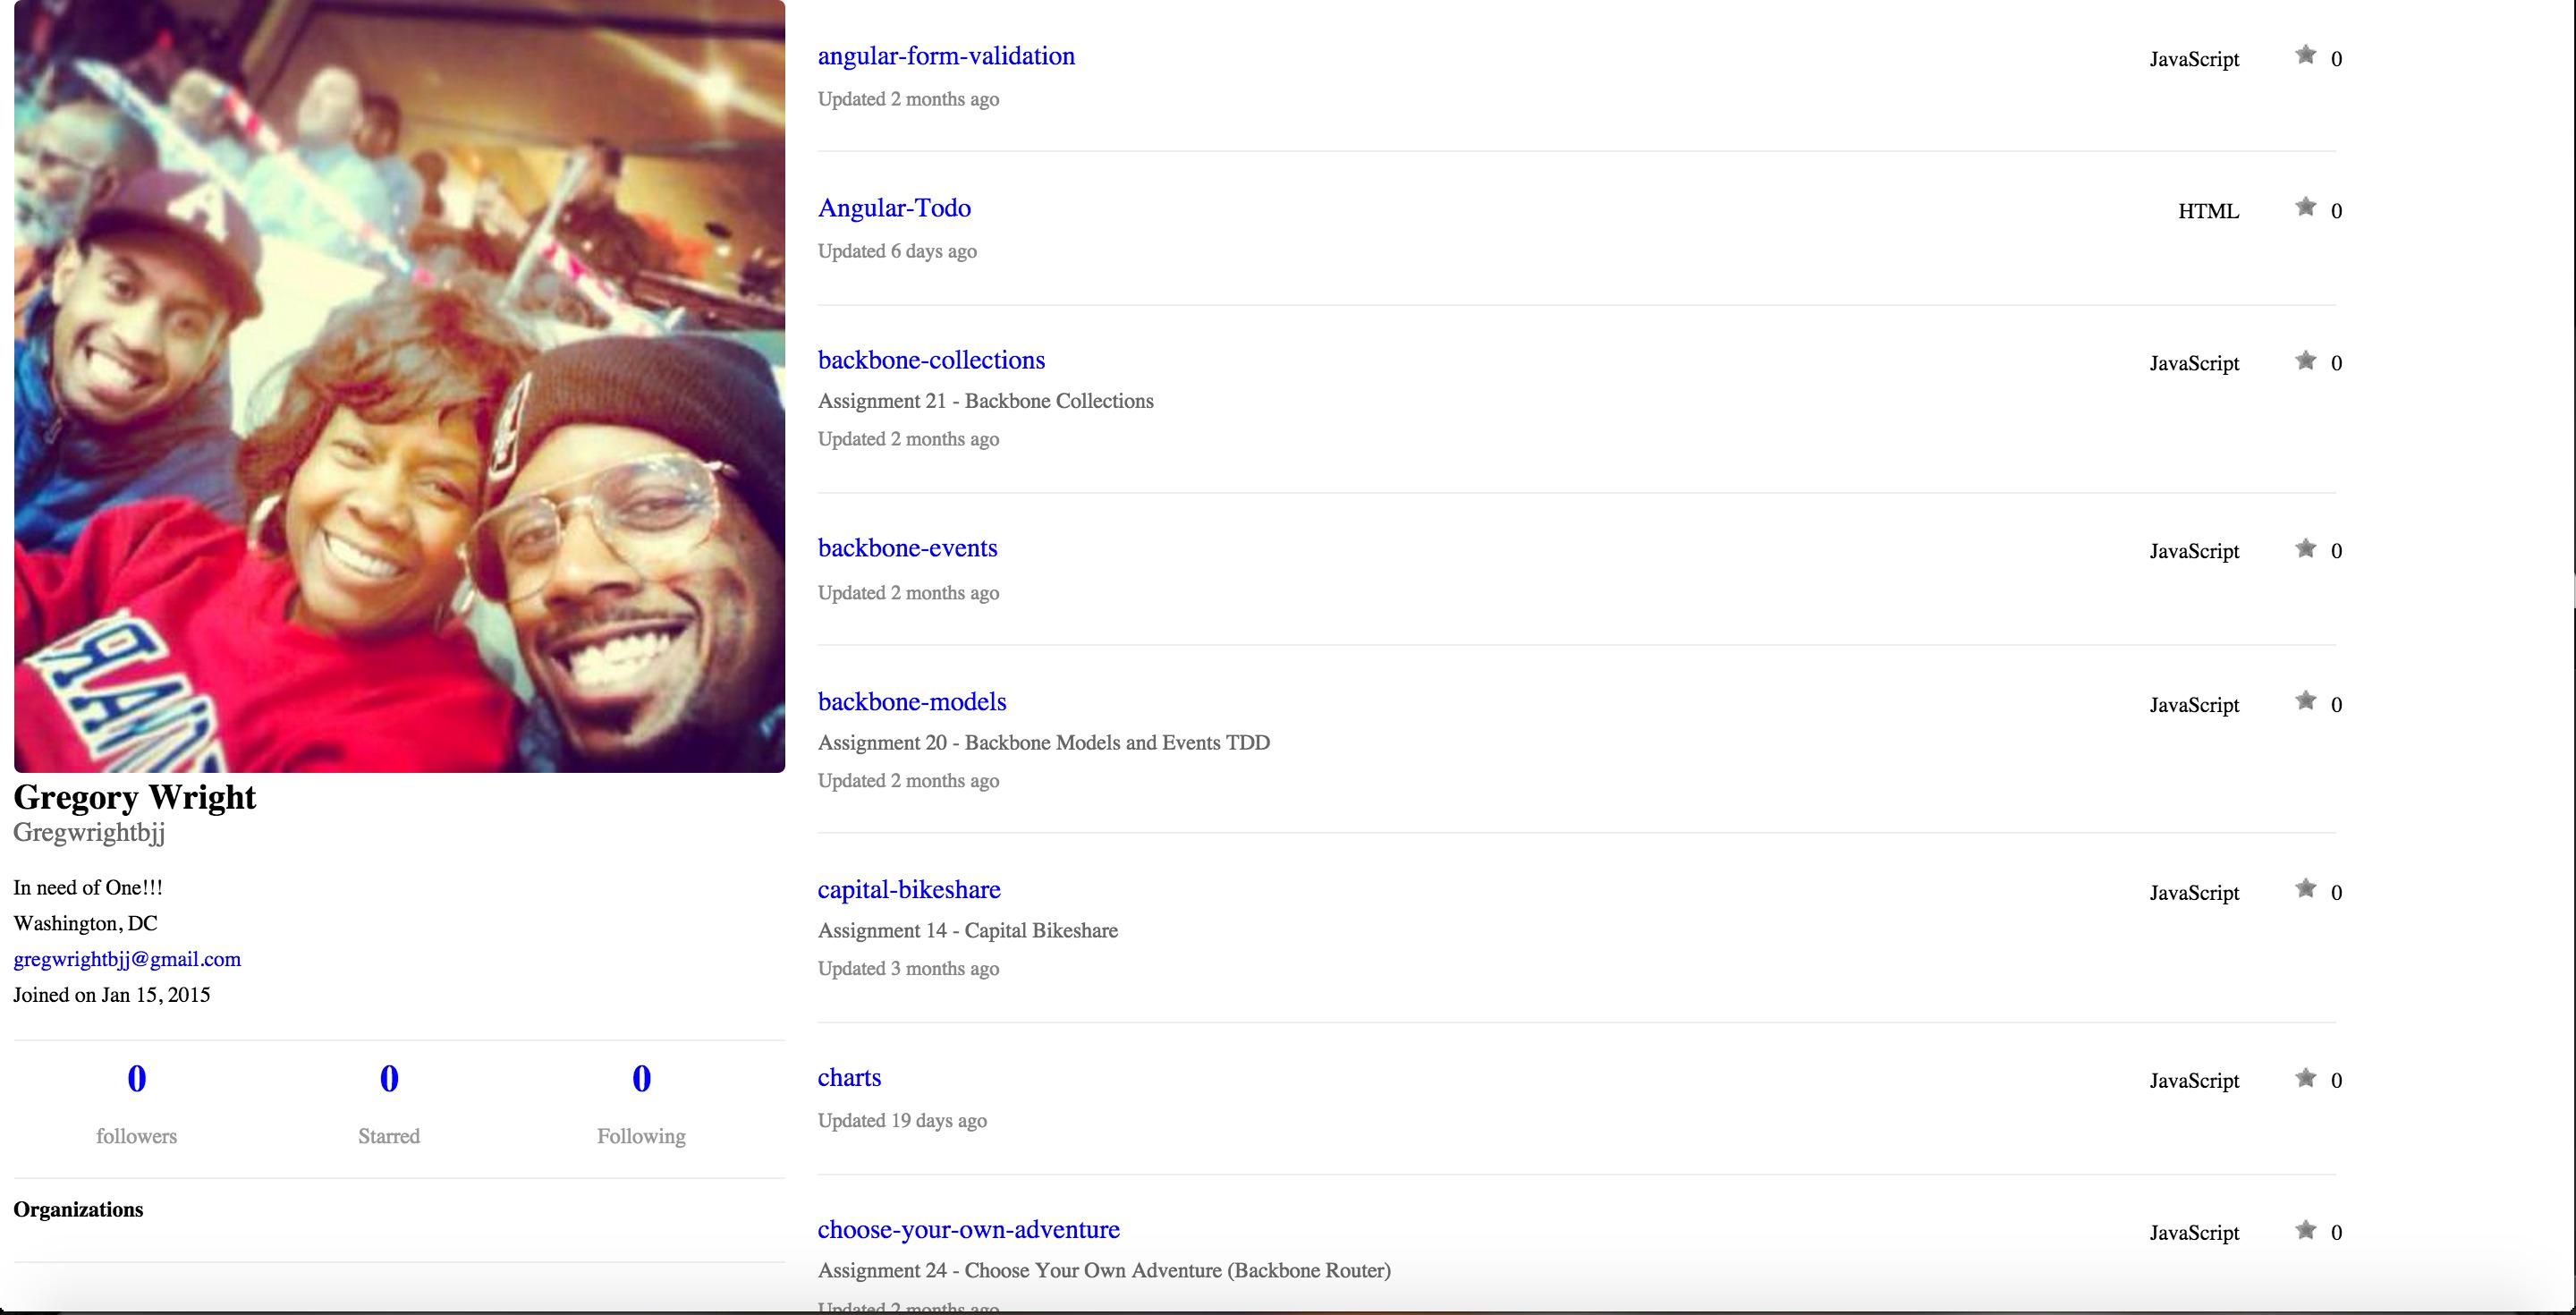 Gregory Wright
Gregwrightbjj
In need of One!!!
Washington, DC
gregwrightbjj@gmail.com
Joined on Jan 15, 2015
0 0 0
followers Starred Following
Organizations
angular-form-validation JavaScript 0
Updated 2 months ago
Angular-Todo HTML 0
Updated 6 days ago
backbone-collections JavaScript 0
Assignment 21 - Backbone Collections
Updated 2 months ago
backbone-events JavaScript 0
Updated 2 months ago
backbone-models JavaScript 0
Assignment 20 - Backbone Models and Events TDD
Updated 2 months ago
capital-bikeshare JavaScript 0
Assignment 14 - Capital Bikeshare
Updated 3 months ago
charts JavaScript 0
Updated 19 days ago
choose-your-own-adventure JavaScript 0
Assignment 24 - Choose Your Own Adventure (Backbone Router)
Updated 2 months ago